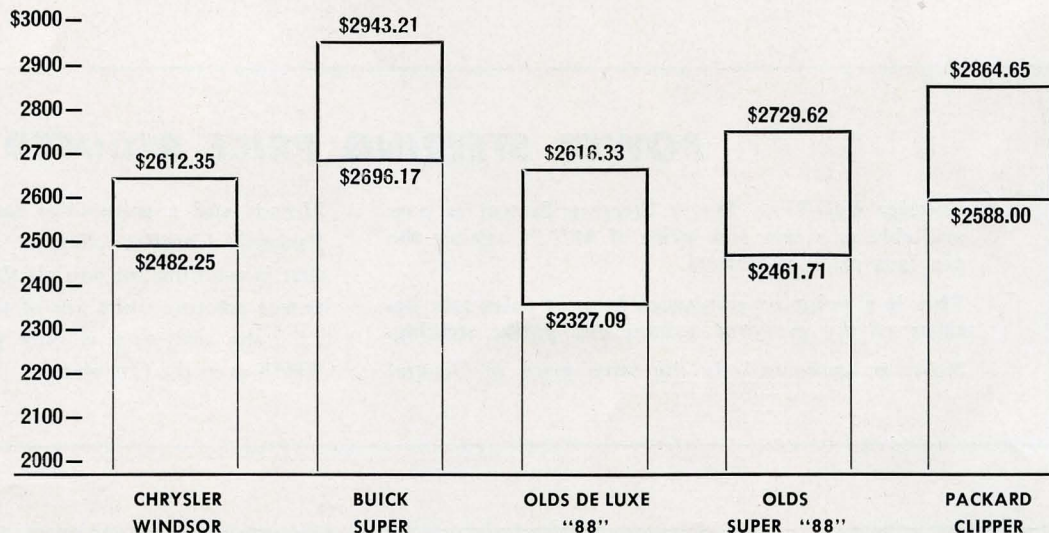 $3000—
2900—
2800—
2700—
2600—
2500—
2400—
2300—
2200—
2100—
2000—
$2612.35
$2482.25
$2943.21
$2696.17
$2616.33
$2327.09
$2729.62
$2461.71
$2864.65
$2588.00
CHRYSLER
WINDSOR
BUICK
SUPER
OLDS DE LUXE
“88”
OLDS
SUPER “88”
PACKARD
CLIPPER